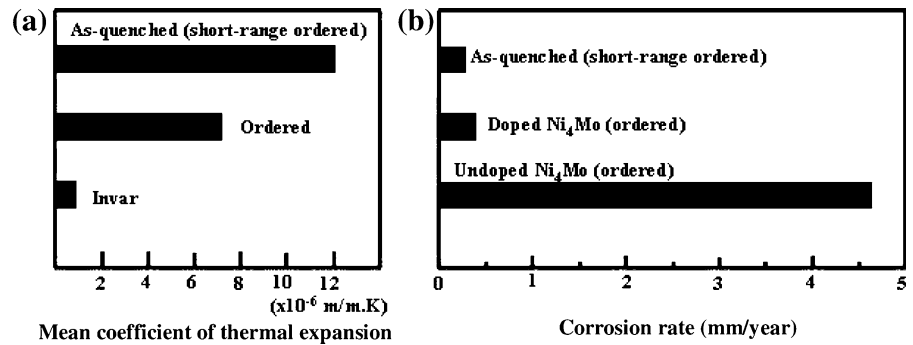 (a)
As-quenched (short-range ordered)
Ordered
Invar
2 4 6 8 10 12
(x10⁻⁶ m/m.K)
Mean coefficient of thermal expansion
(b)
As-quenched (short-range ordered)
Doped Ni₄Mo (ordered)
Undoped Ni₄Mo (ordered)
0 1 2 3 4 5
Corrosion rate (mm/year)